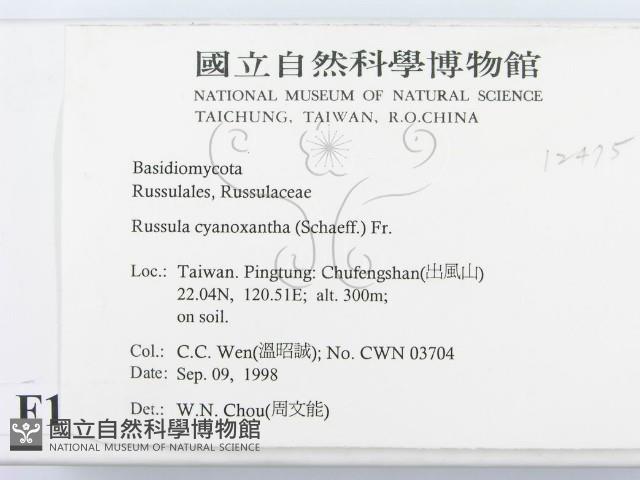 國立自然科學博物館
NATIONAL MUSEUM OF NATURAL SCIENCE
TAICHUNG, TAIWAN, R.O.CHINA
12475
Basidiomycota
Russulales, Russulaceae
Russula cyanoxantha (Schaeff.) Fr.
Loc.: Taiwan. Pingtung: Chufengshan(出風山)
22.04N, 120.51E; alt. 300m;
on soil.
Col.: C.C. Wen(溫昭誠); No. CWN 03704
Date: Sep. 09, 1998
Det.: W.N. Chou(周文能)
國立自然科學博物館
NATIONAL MUSEUM OF NATURAL SCIENCE